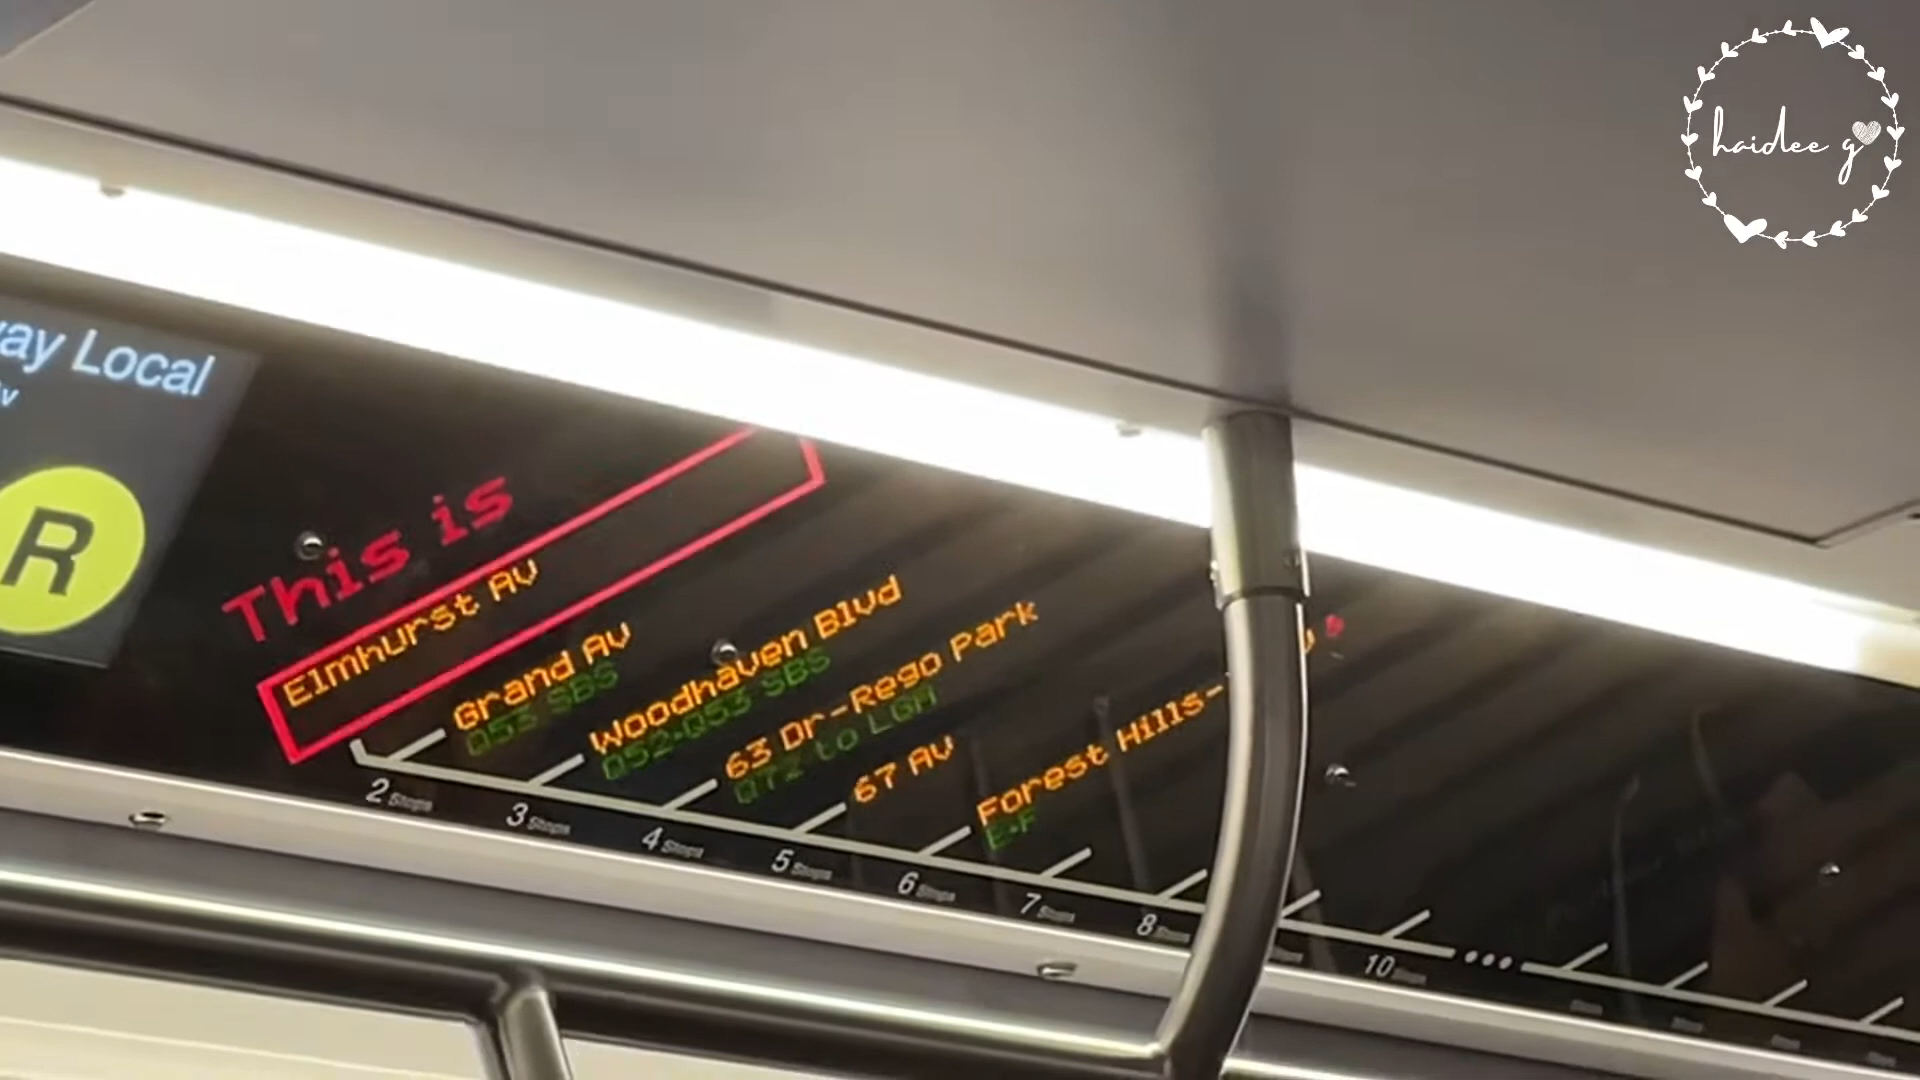 haidee g
Local
R
This is
Elmhurst Av
Grand Av
Q53 SBS
Woodhaven Blvd
Q52•Q53 SBS
63 Dr-Rego Park
Q72 to LGA
67 Av
Forest Hills-
E•F
2 Stops
3 Stops
4 Stops
5 Stops
6 Stops
7 Stops
8 Stops
10 Stops